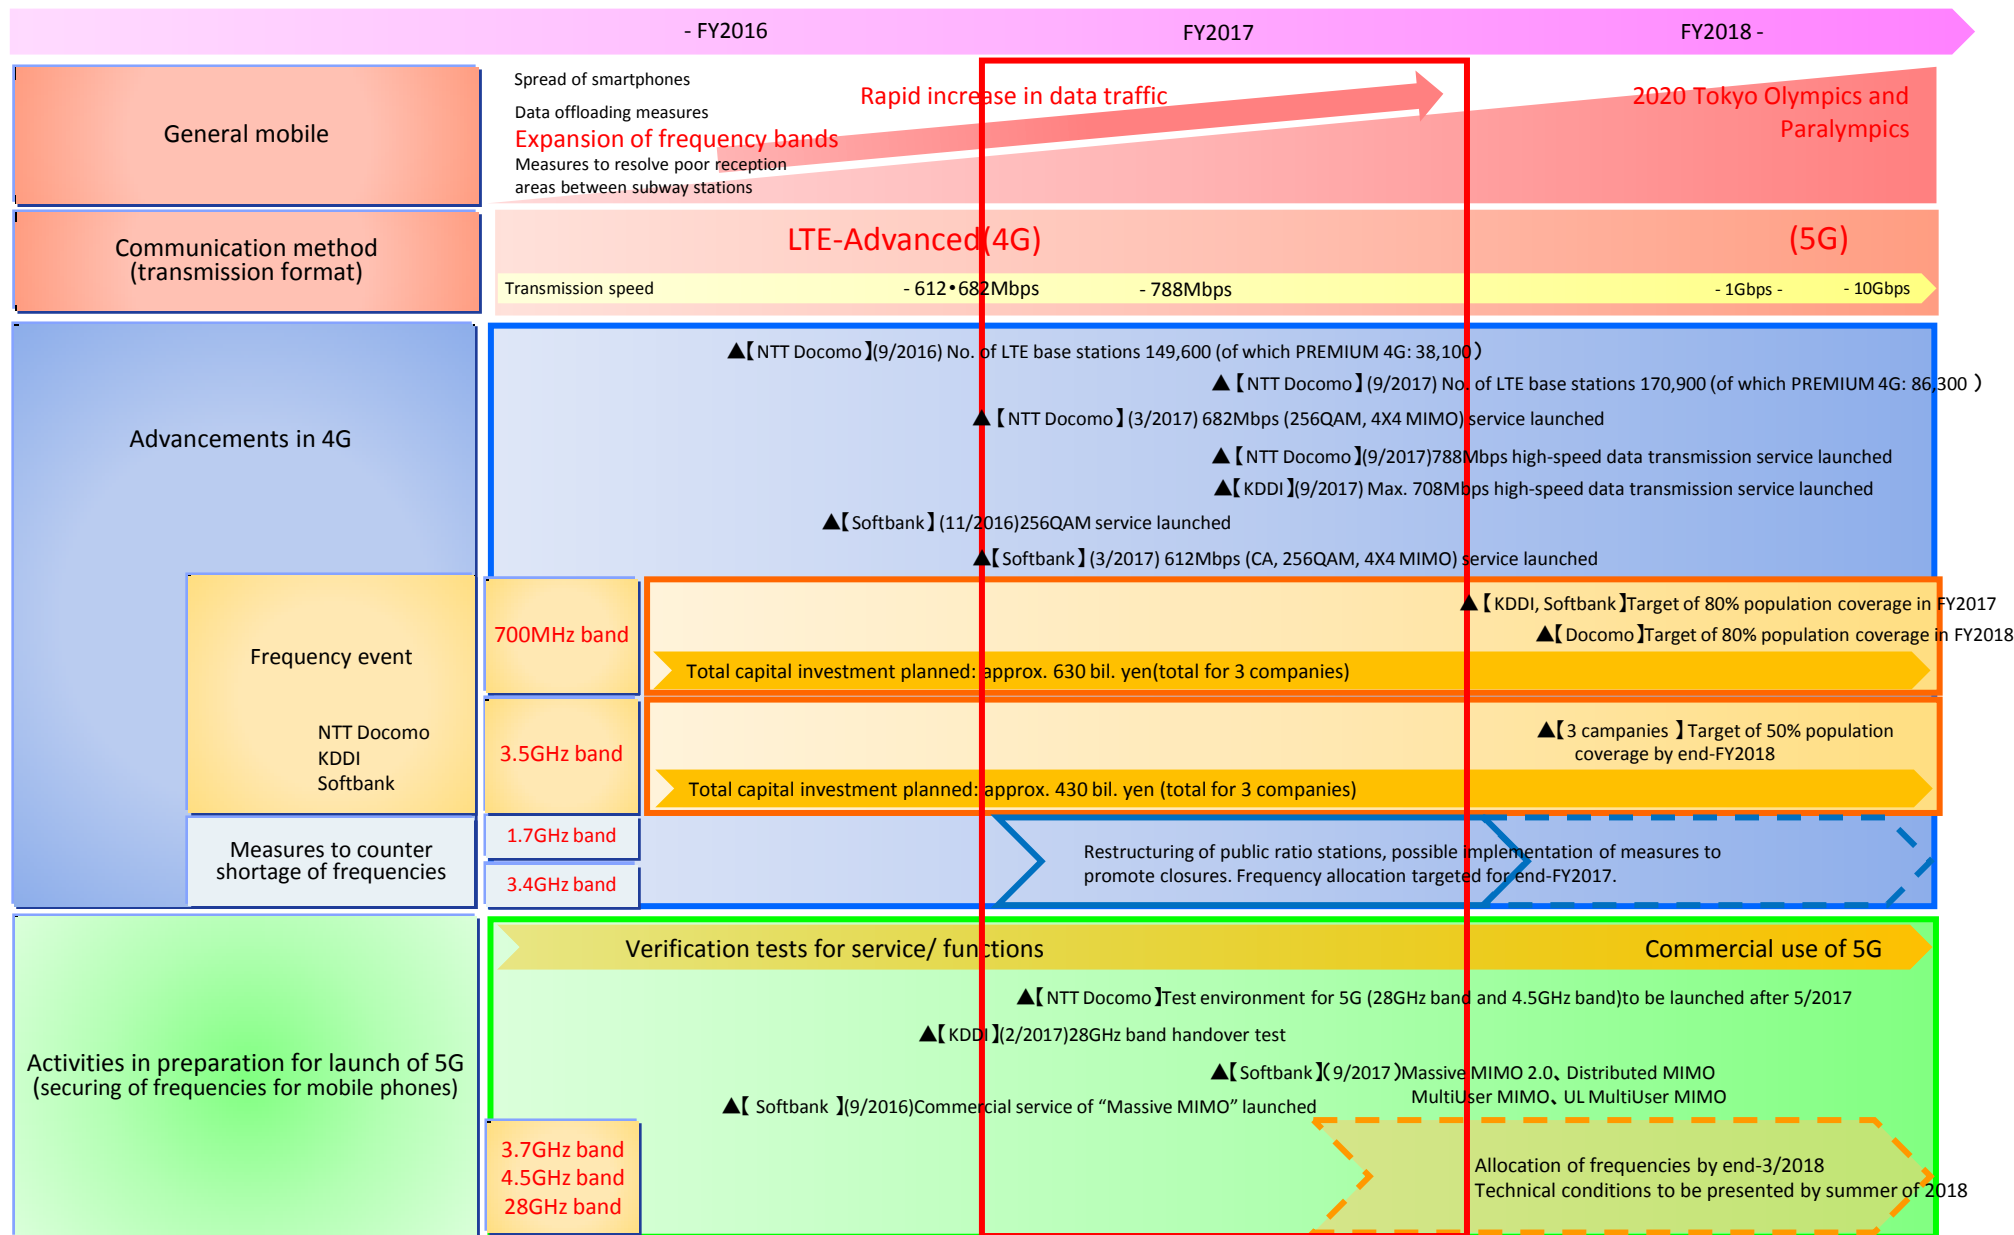 - FY2016
FY2017
FY2018 -
General mobile
Spread of smartphones
Data offloading measures
Expansion of frequency bands
Measures to resolve poor reception
areas between subway stations
Rapid increase in data traffic
2020 Tokyo Olympics and
Paralympics
Communication method
(transmission format)
LTE-Advanced(4G)
(5G)
Transmission speed
- 612•682Mbps
- 788Mbps
- 1Gbps -
- 10Gbps
Advancements in 4G
▲【NTT Docomo】(9/2016) No. of LTE base stations 149,600 (of which PREMIUM 4G: 38,100）
▲【NTT Docomo】(9/2017) No. of LTE base stations 170,900 (of which PREMIUM 4G: 86,300 ）
▲【NTT Docomo】(3/2017) 682Mbps (256QAM, 4X4 MIMO) service launched
▲【NTT Docomo】(9/2017)788Mbps high-speed data transmission service launched
▲【KDDI】(9/2017) Max. 708Mbps high-speed data transmission service launched
▲【Softbank】(11/2016)256QAM service launched
▲【Softbank】(3/2017) 612Mbps (CA, 256QAM, 4X4 MIMO) service launched
Frequency event
NTT Docomo
KDDI
Softbank
700MHz band
▲【KDDI, Softbank】Target of 80% population coverage in FY2017
▲【Docomo】Target of 80% population coverage in FY2018
Total capital investment planned: approx. 630 bil. yen(total for 3 companies)
3.5GHz band
▲【3 campanies 】Target of 50% population
coverage by end-FY2018
Total capital investment planned: approx. 430 bil. yen (total for 3 companies)
Measures to counter
shortage of frequencies
1.7GHz band
3.4GHz band
Restructuring of public ratio stations, possible implementation of measures to
promote closures. Frequency allocation targeted for end-FY2017.
Activities in preparation for launch of 5G
(securing of frequencies for mobile phones)
Verification tests for service/ functions
Commercial use of 5G
▲【NTT Docomo】Test environment for 5G (28GHz band and 4.5GHz band)to be launched after 5/2017
▲【KDDI】(2/2017)28GHz band handover test
▲【Softbank】（9/2017）Massive MIMO 2.0、Distributed MIMO
MultiUser MIMO、UL MultiUser MIMO
▲【 Softbank 】(9/2016)Commercial service of “Massive MIMO” launched
3.7GHz band
4.5GHz band
28GHz band
Allocation of frequencies by end-3/2018
Technical conditions to be presented by summer of 2018